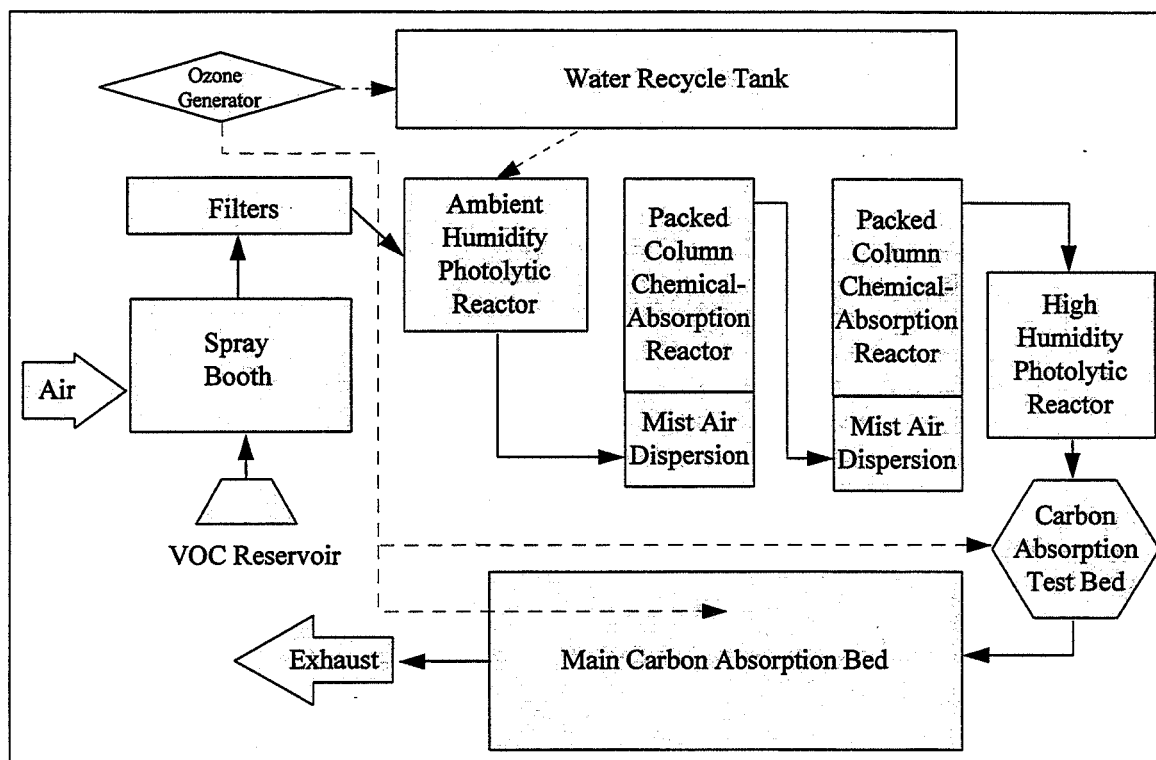 Ozone
Generator
Water Recycle Tank
Filters
Ambient
Humidity
Photolytic
Reactor
Packed
Column
Chemical-
Absorption
Reactor
Mist Air
Dispersion
Packed
Column
Chemical-
Absorption
Reactor
Mist Air
Dispersion
High
Humidity
Photolytic
Reactor
Spray
Booth
Air
VOC Reservoir
Carbon
Absorption
Test Bed
Exhaust
Main Carbon Absorption Bed